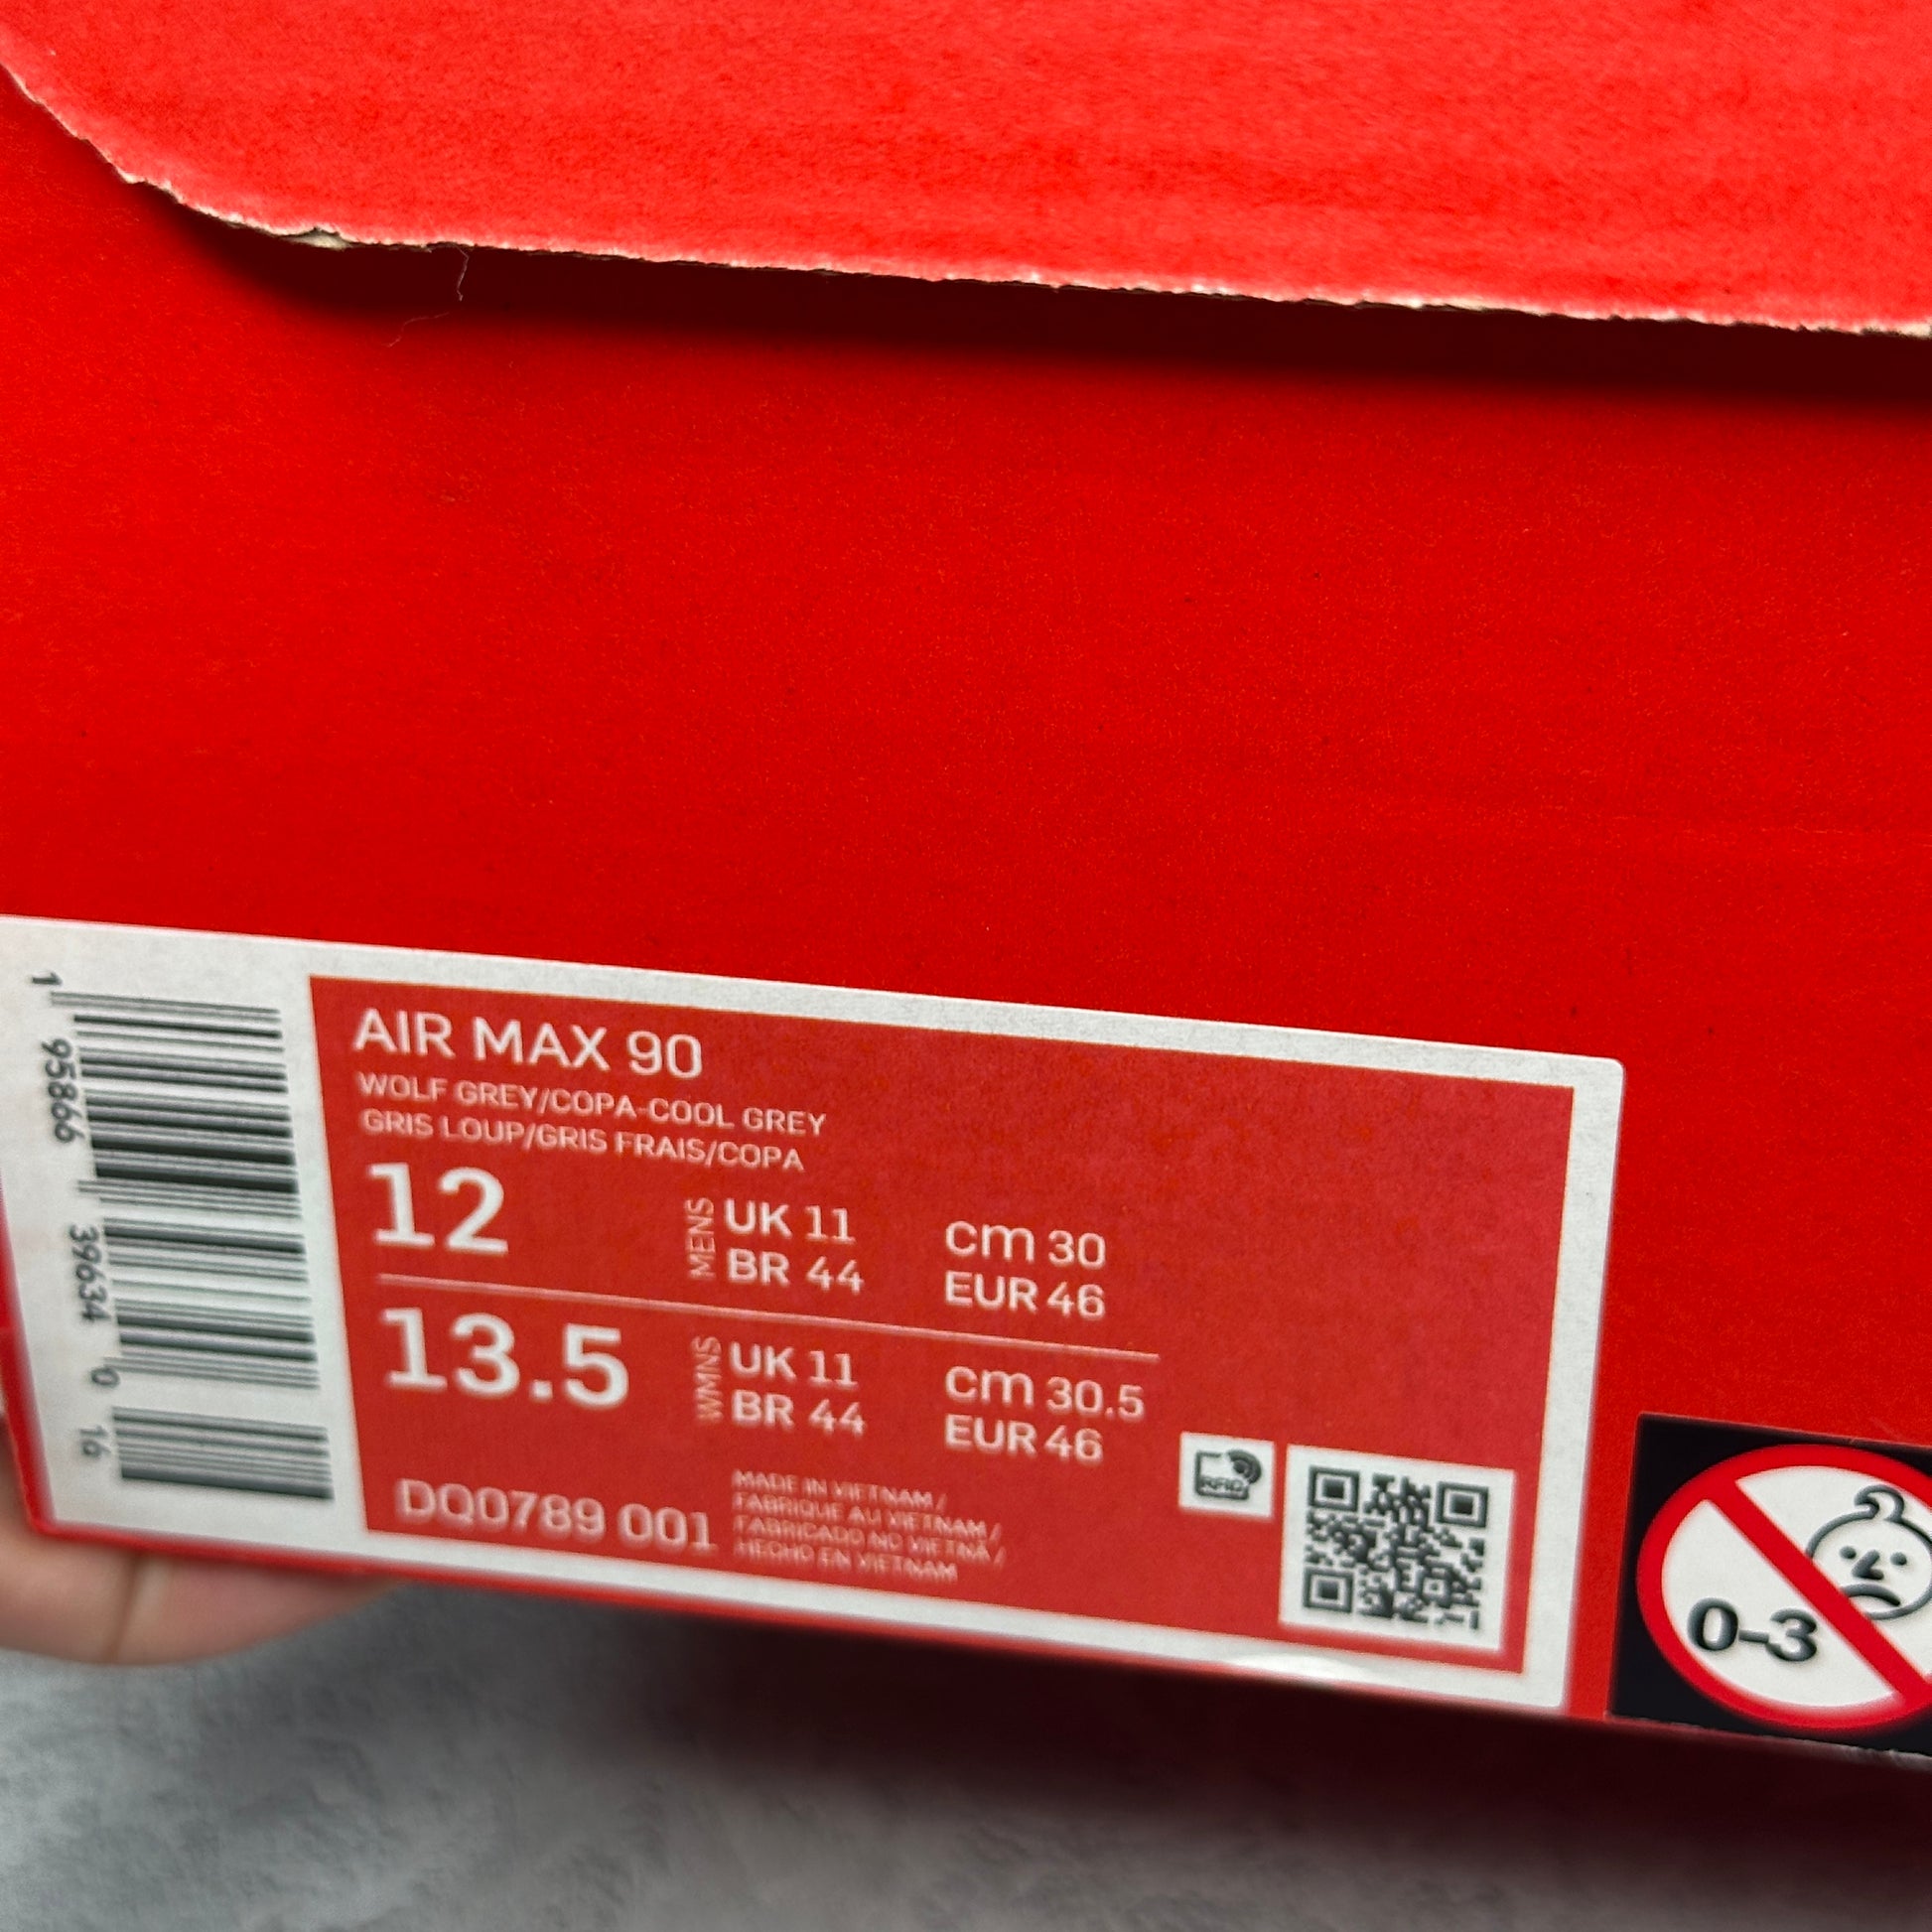 1 95866 39634 0 16
AIR MAX 90
WOLF GREY/COPA-COOL GREY
GRIS LOUP/GRIS FRAIS/COPA
12
MENS
UK 11
BR 44
cm 30
EUR 46
13.5
WMNS
UK 11
BR 44
cm 30.5
EUR 46
DQ0789 001
MADE IN VIETNAM /
FABRIQUE AU VIETNAM /
FABRICADO NO VIETNÃ /
HECHO EN VIETNAM
RFID
0-3